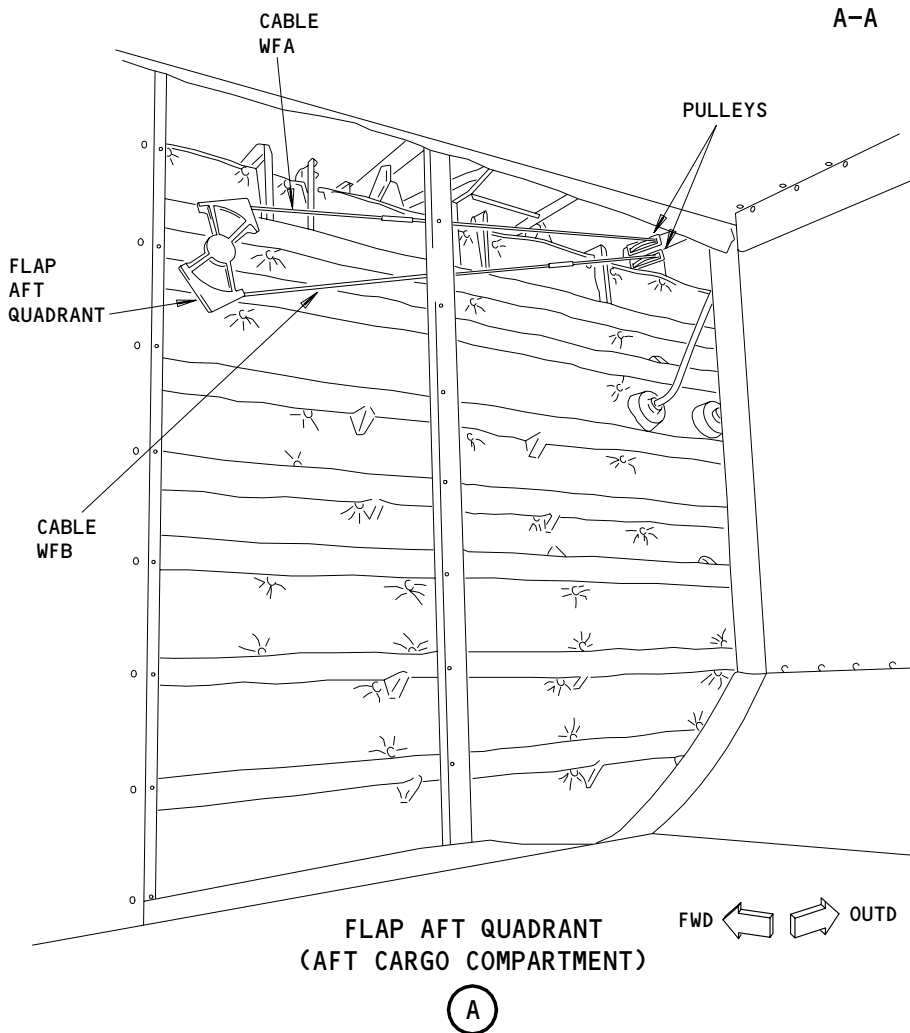 A-A
CABLE
WFA
PULLEYS
FLAP
AFT
QUADRANT
CABLE
WFB
FWD
OUTD
FLAP AFT QUADRANT
(AFT CARGO COMPARTMENT)
A